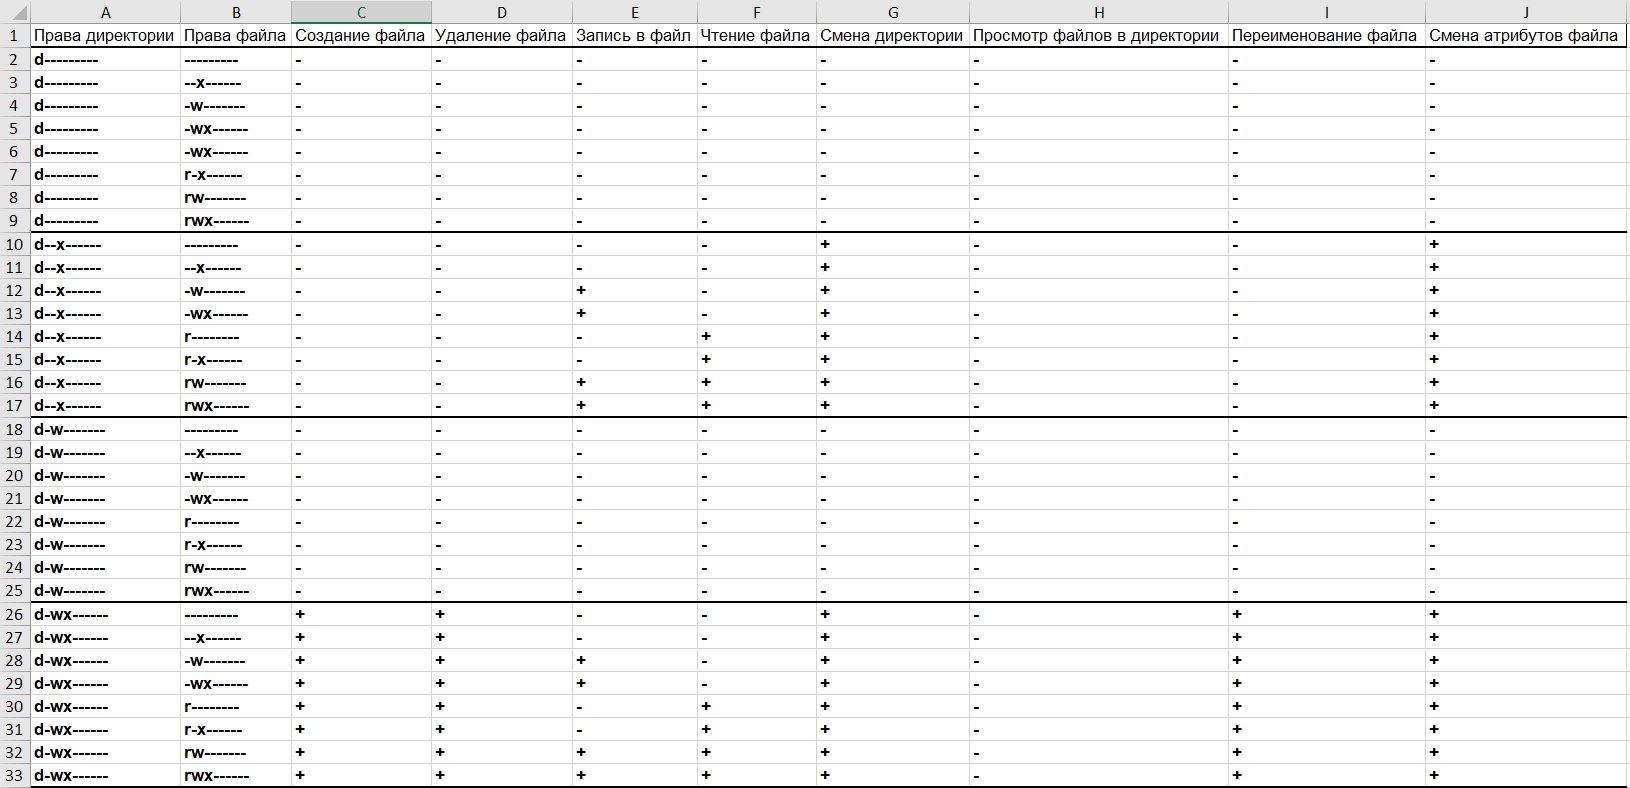 A B C D E F G H I J
1 Права директории Права файла Создание файла Удаление файла Запись в файл Чтение файла Смена директории Просмотр файлов в директории Переименование файла Смена атрибутов файла
2 d--------- --------- - - - - - - - -
3 d--------- --x------ - - - - - - - -
4 d--------- -w------- - - - - - - - -
5 d--------- -wx------ - - - - - - - -
6 d--------- -wx------ - - - - - - - -
7 d--------- r-x------ - - - - - - - -
8 d--------- rw------- - - - - - - - -
9 d--------- rwx------ - - - - - - - -
10 d--x------ --------- - - - - + - - +
11 d--x------ --x------ - - - - + - - +
12 d--x------ -w------- - - + - + - - +
13 d--x------ -wx------ - - + - + - - +
14 d--x------ r-------- - - - + + - - +
15 d--x------ r-x------ - - - + + - - +
16 d--x------ rw------- - - + + + - - +
17 d--x------ rwx------ - - + + + - - +
18 d-w------- --------- - - - - - - - -
19 d-w------- --x------ - - - - - - - -
20 d-w------- -w------- - - - - - - - -
21 d-w------- -wx------ - - - - - - - -
22 d-w------- r-------- - - - - - - - -
23 d-w------- r-x------ - - - - - - - -
24 d-w------- rw------- - - - - - - - -
25 d-w------- rwx------ - - - - - - - -
26 d-wx------ --------- + + - - + - + +
27 d-wx------ --x------ + + - - + - + +
28 d-wx------ -w------- + + + - + - + +
29 d-wx------ -wx------ + + + - + - + +
30 d-wx------ r-------- + + - + + - + +
31 d-wx------ r-x------ + + - + + - + +
32 d-wx------ rw------- + + + + + - + +
33 d-wx------ rwx------ + + + + + - + +